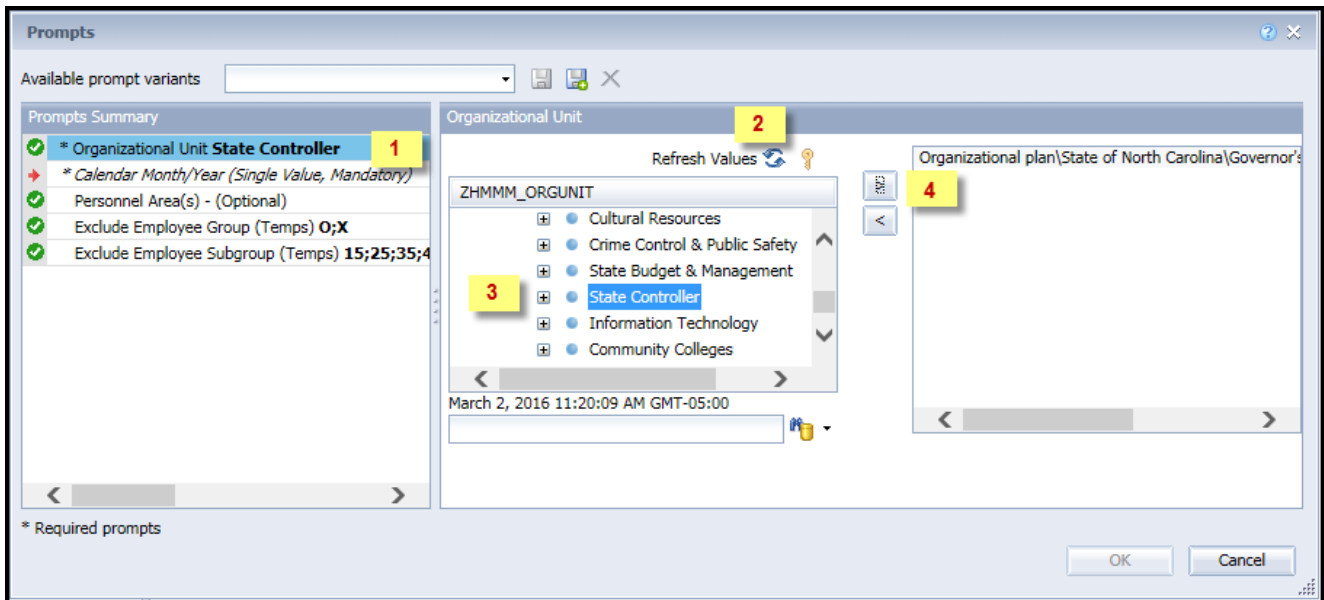 Prompts
Available prompt variants
Prompts Summary
* Organizational Unit State Controller
1
* Calendar Month/Year (Single Value, Mandatory)
Personnel Area(s) - (Optional)
Exclude Employee Group (Temps) O;X
Exclude Employee Subgroup (Temps) 15;25;35;4
* Required prompts
Organizational Unit
2
Refresh Values
ZHMMM_ORGUNIT
Cultural Resources
Crime Control & Public Safety
State Budget & Management
3
State Controller
Information Technology
Community Colleges
March 2, 2016 11:20:09 AM GMT-05:00
>
<
4
Organizational plan\State of North Carolina\Governor's
OK
Cancel